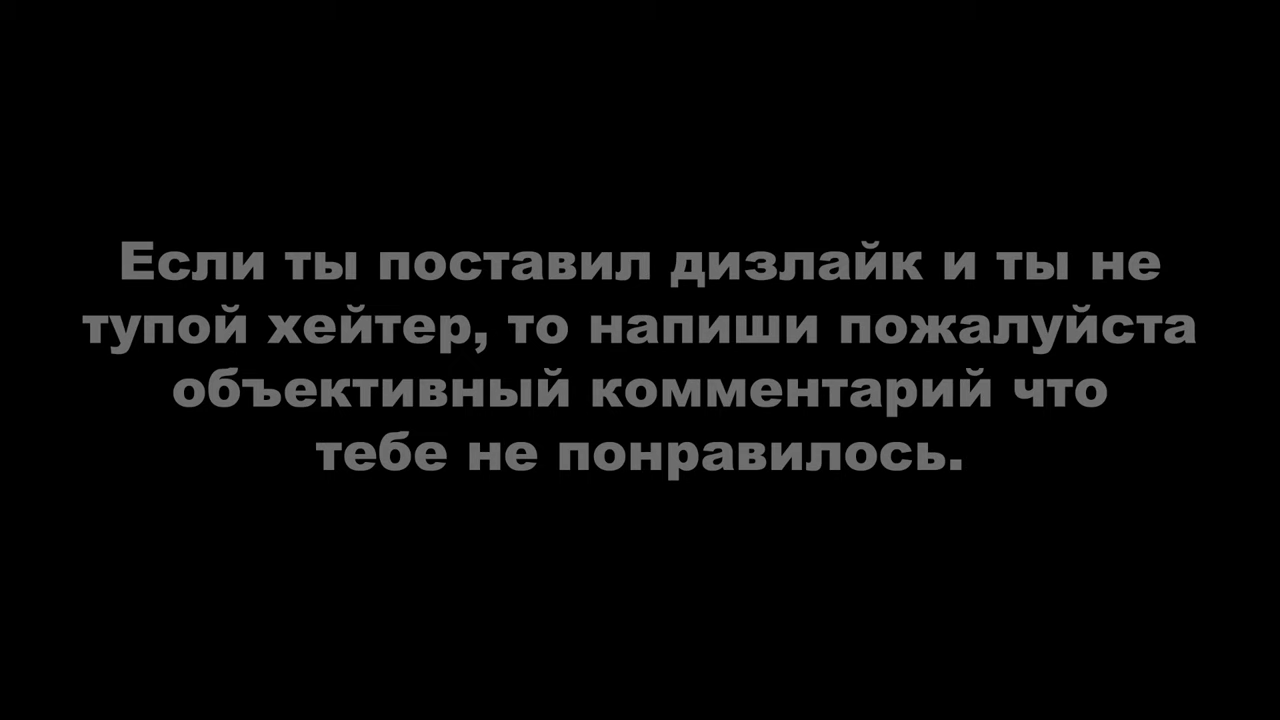 Если ты поставил дизлайк и ты не
тупой хейтер, то напиши пожалуйста
объективный комментарий что
тебе не понравилось.